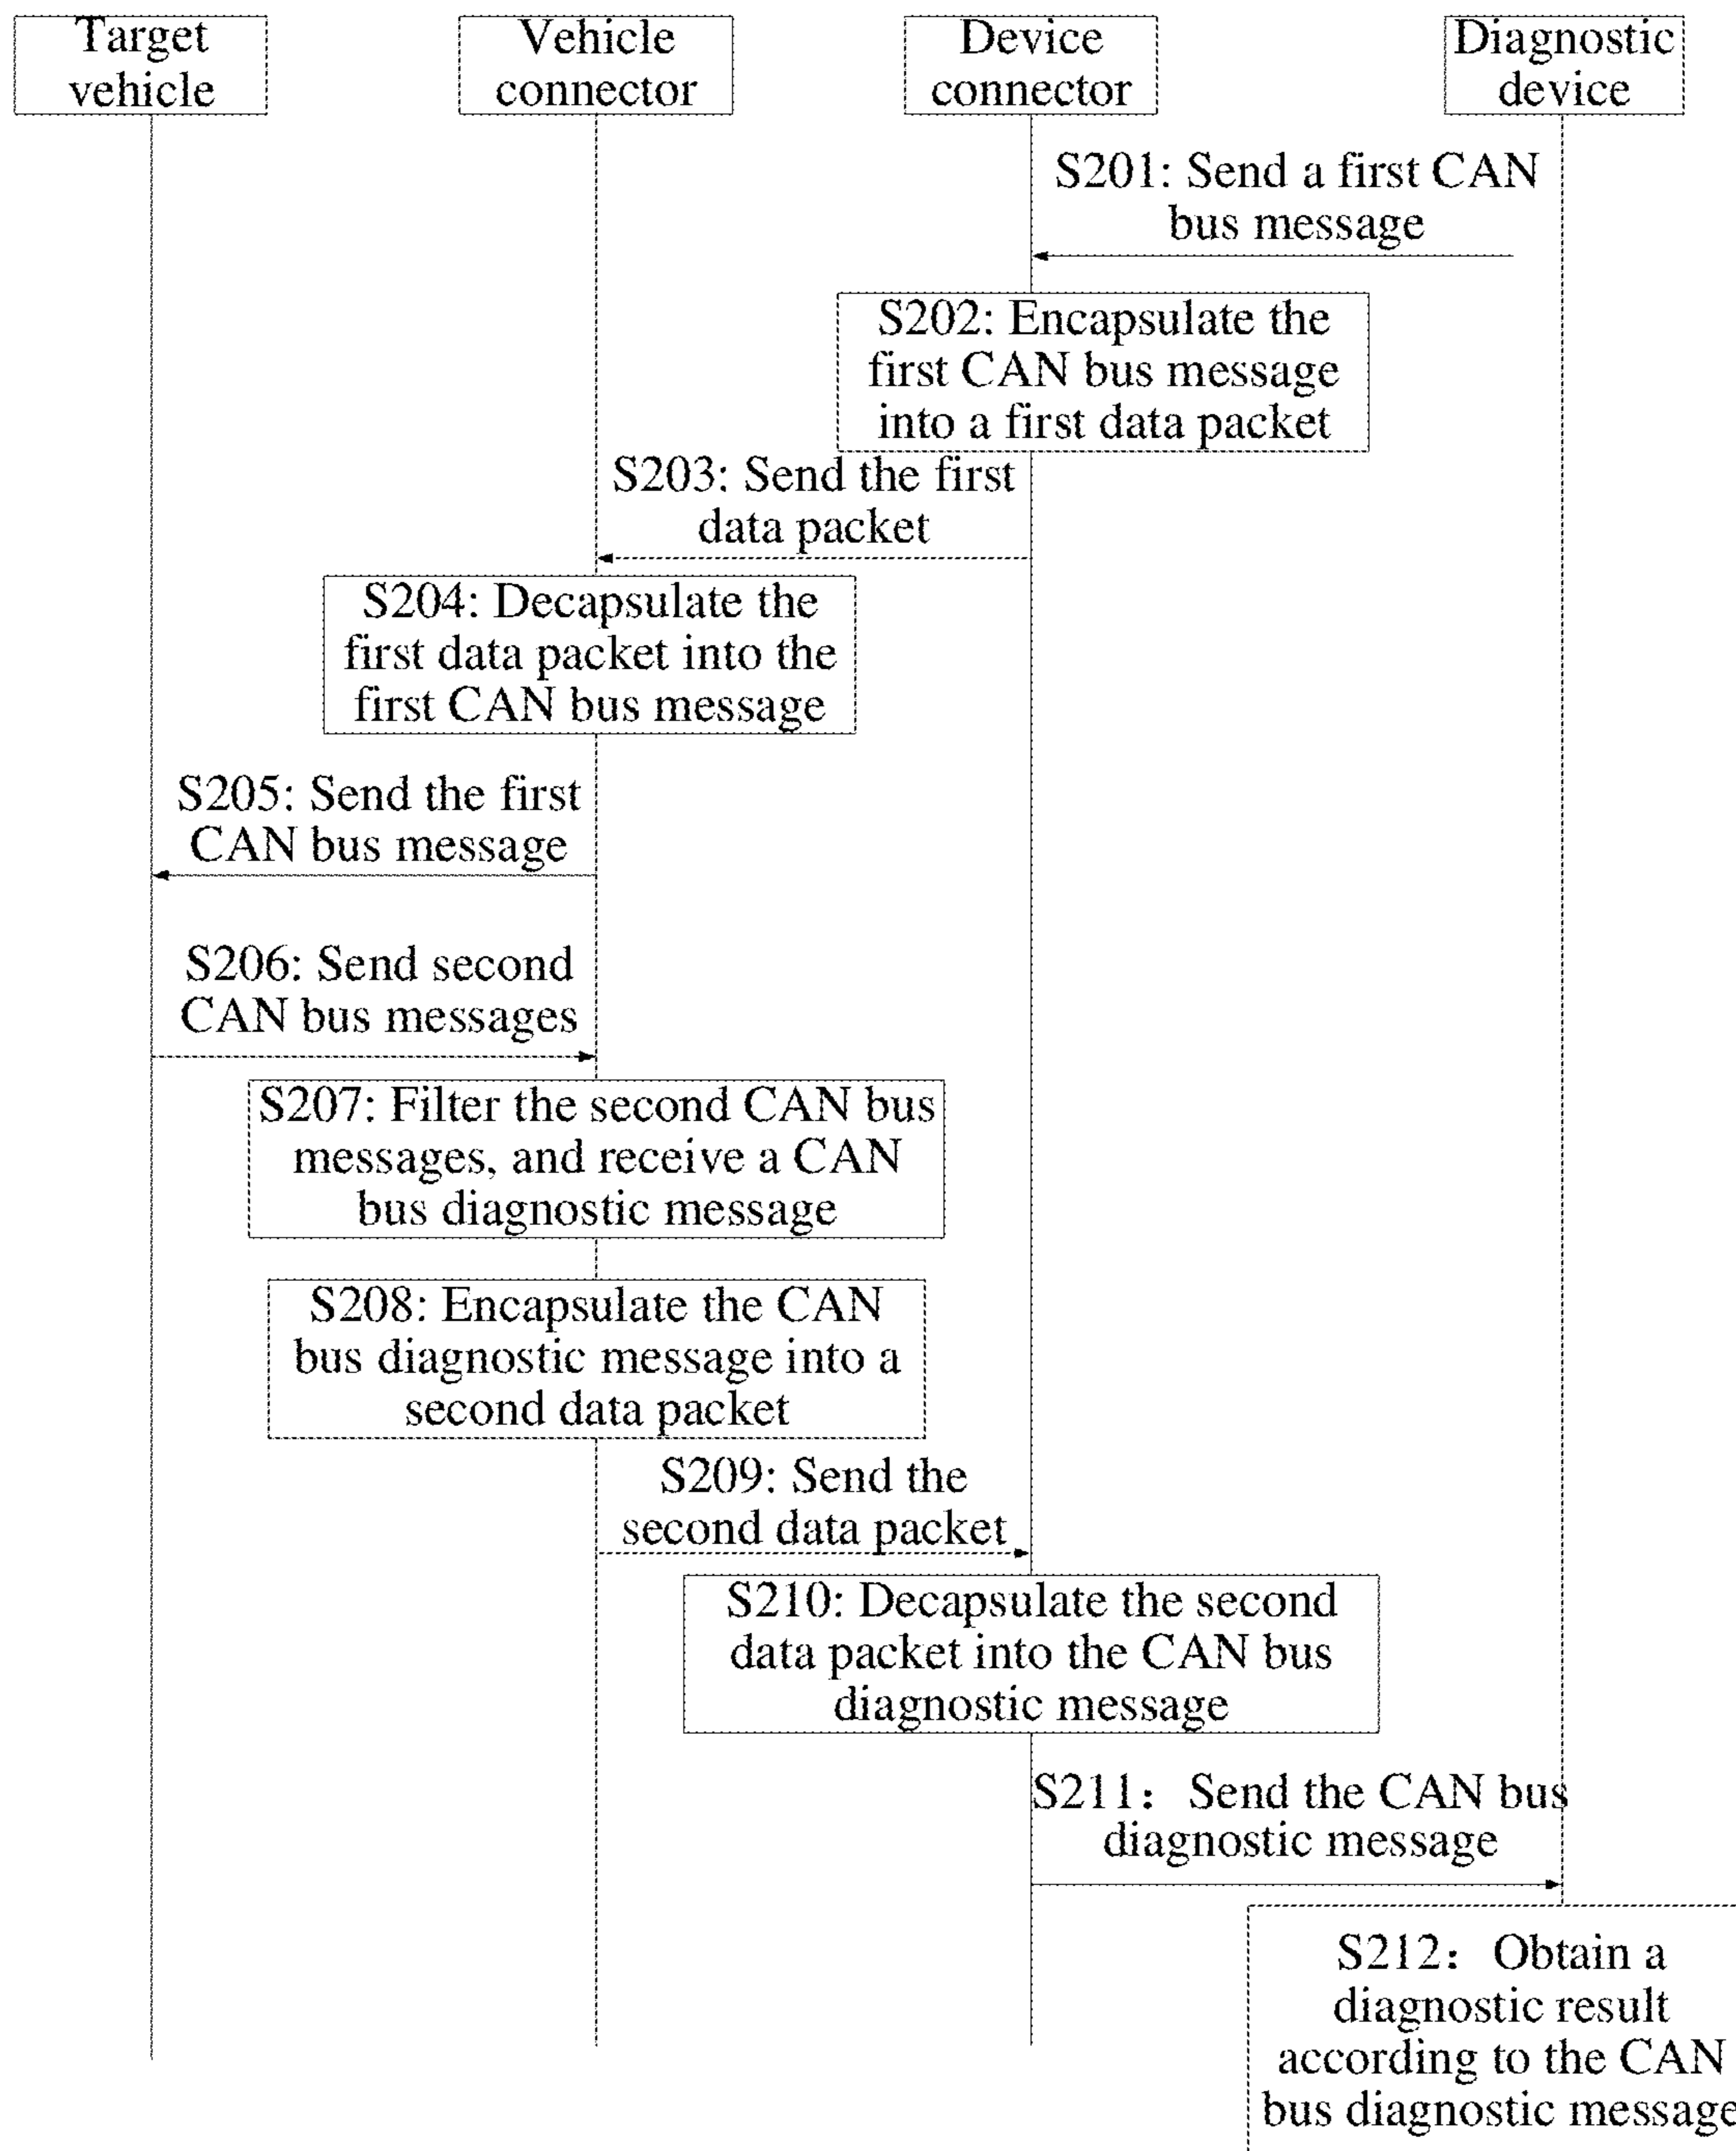 Target
vehicle
Vehicle
connector
Device
connector
Diagnostic
device
S201: Send a first CAN
bus message
S202: Encapsulate the
first CAN bus message
into a first data packet
S203: Send the first
data packet
S204: Decapsulate the
first data packet into the
first CAN bus message
S205: Send the first
CAN bus message
S206: Send second
CAN bus messages
S207: Filter the second CAN bus
messages, and receive a CAN
bus diagnostic message
S208: Encapsulate the CAN
bus diagnostic message into a
second data packet
S209: Send the
second data packet
S210: Decapsulate the second
data packet into the CAN bus
diagnostic message
S211：Send the CAN bus
diagnostic message
S212：Obtain a
diagnostic result
according to the CAN
bus diagnostic message